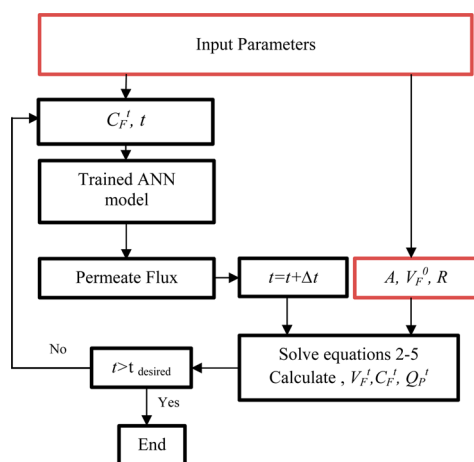 Input Parameters
C_F^t, t
Trained ANN
model
Permeate Flux
t=t+Δt
A, V_F^0, R
No
t>t desired
Solve equations 2-5
Calculate , V_F^t,C_F^t, Q_P^t
Yes
End